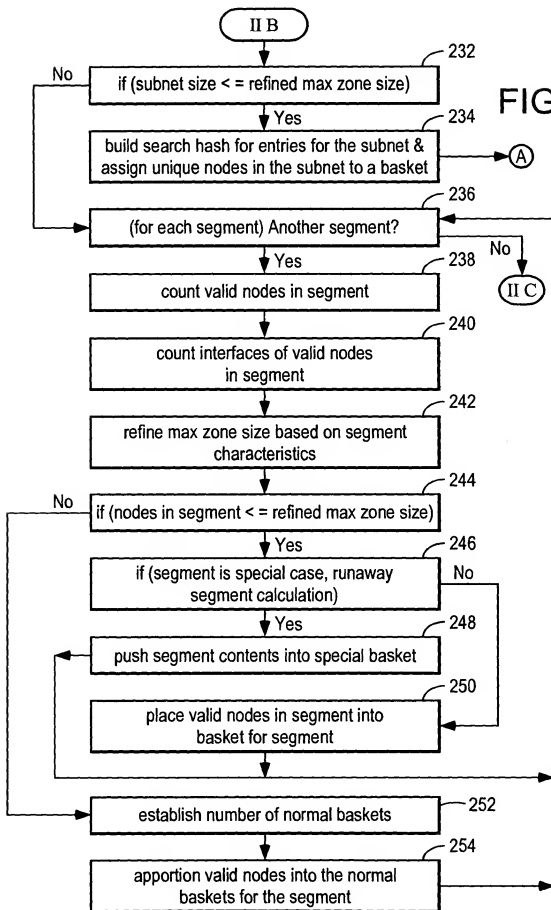 II B
232
No
if (subnet size < = refined max zone size)
FIG
Yes
234
build search hash for entries for the subnet &
assign unique nodes in the subnet to a basket
A
236
(for each segment) Another segment?
No
Yes
238
II C
count valid nodes in segment
240
count interfaces of valid nodes
in segment
242
refine max zone size based on segment
characteristics
244
No
if (nodes in segment < = refined max zone size)
Yes
246
if (segment is special case, runaway
segment calculation)
No
Yes
248
push segment contents into special basket
250
place valid nodes in segment into
basket for segment
establish number of normal baskets
252
254
apportion valid nodes into the normal
baskets for the segment